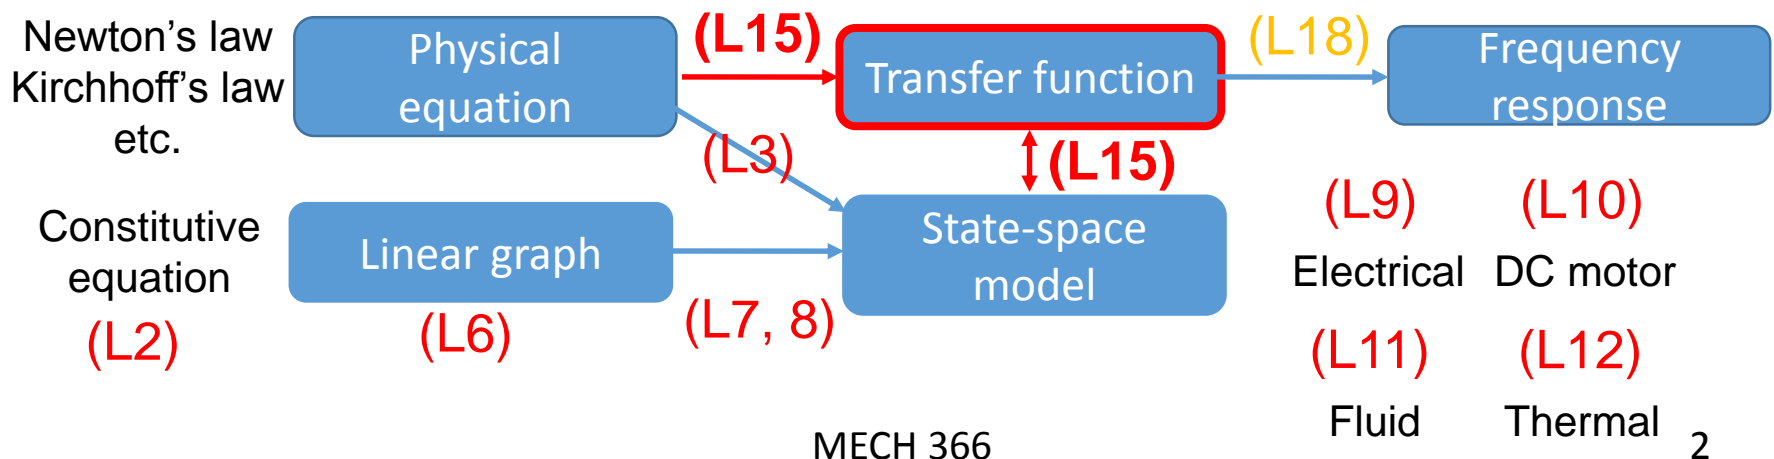 Newton’s law
Kirchhoff’s law
etc.
Physical
equation
(L15)
Transfer function
(L18)
Frequency
response
(L3)
(L15)
Constitutive
equation
(L2)
Linear graph
(L6)
(L7, 8)
State-space
model
(L9)
Electrical
(L10)
DC motor
(L11)
Fluid
(L12)
Thermal
MECH 366
2